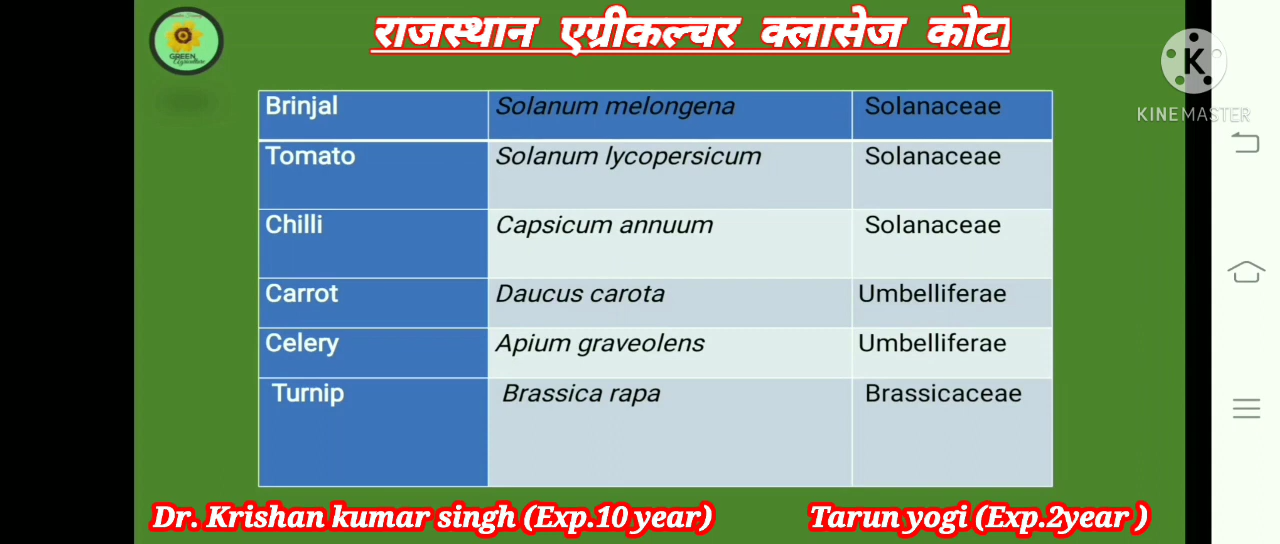 राजस्थान एग्रीकल्चर क्लासेज कोटा
GREEN
K
KINEMASTER
Brinjal Solanum melongena Solanaceae
Tomato Solanum lycopersicum Solanaceae
Chilli Capsicum annuum Solanaceae
Carrot Daucus carota Umbelliferae
Celery Apium graveolens Umbelliferae
Turnip Brassica rapa Brassicaceae
Dr. Krishan kumar singh (Exp.10 year) Tarun yogi (Exp.2year )